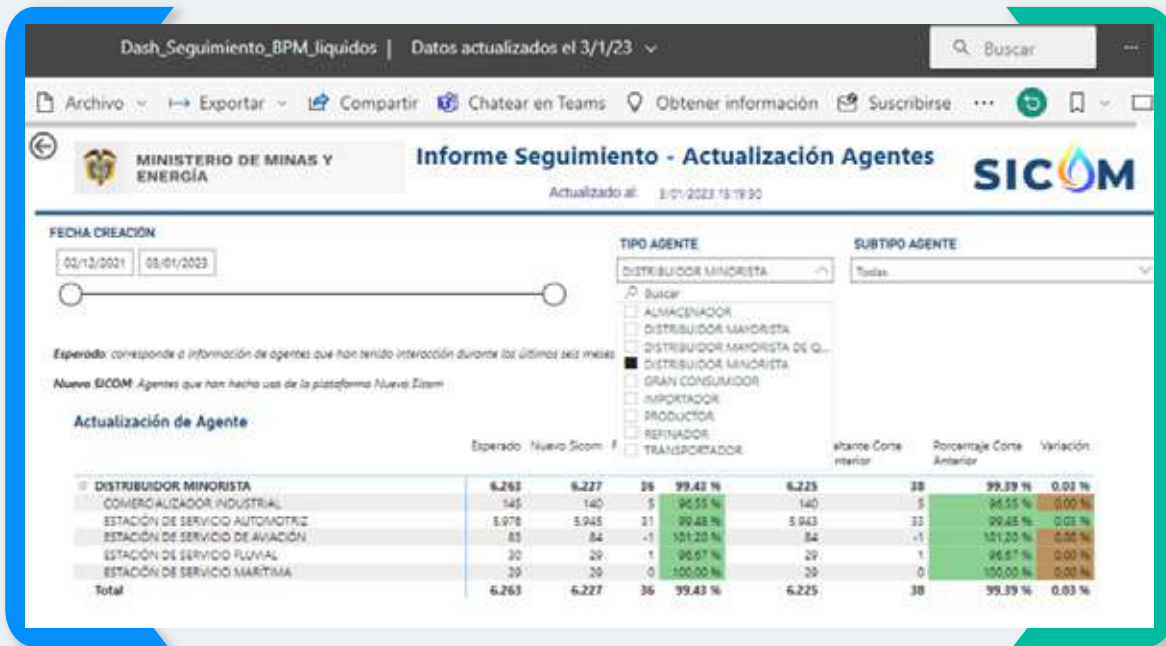 Dash_Seguimiento_BPM_liquidos | Datos actualizados el 3/1/23
Buscar
Archivo Exportar Compartir Chatear en Teams Obtener información Suscribirse
MINISTERIO DE MINAS Y ENERGÍA
Informe Seguimiento - Actualización Agentes
SICOM
Actualizado al: 3/01/2023 15:19:30
FECHA CREACIÓN
02/12/2021 03/01/2023
TIPO AGENTE
DISTRIBUIDOR MINORISTA
Buscar
ALMACENADOR
DISTRIBUIDOR MAYORISTA
DISTRIBUIDOR MAYORISTA DE Q...
DISTRIBUIDOR MINORISTA
GRAN CONSUMIDOR
IMPORTADOR
PRODUCTOR
REFINADOR
TRANSPORTADOR
SUBTIPO AGENTE
Todas
Esperado: corresponde a información de agentes que han tenido interacción durante los últimos seis meses
Nuevo SICOM: Agentes que han hecho uso de la plataforma Nuevo Sicom
Actualización de Agente
Esperado Nuevo Sicom Porcentaje Corte Anterior Variación
DISTRIBUIDOR MINORISTA 6.263 6.227 36 99.43 % 6.225 38 99.39 % 0.03 %
COMERCIALIZADOR INDUSTRIAL 145 140 5 96.55 % 140 5 96.55 % 0.00 %
ESTACIÓN DE SERVICIO AUTOMOTRIZ 5.976 5.945 31 99.48 % 5.943 33 99.45 % 0.03 %
ESTACIÓN DE SERVICIO DE AVIACIÓN 83 84 -1 101,20 % 84 -1 101,20 % 0.00 %
ESTACIÓN DE SERVICIO FLUVIAL 30 29 1 96.67 % 29 1 96.67 % 0.00 %
ESTACIÓN DE SERVICIO MARÍTIMA 29 29 0 100,00 % 29 0 100,00 % 0.00 %
Total 6.263 6.227 36 99.43 % 6.225 38 99.39 % 0.03 %